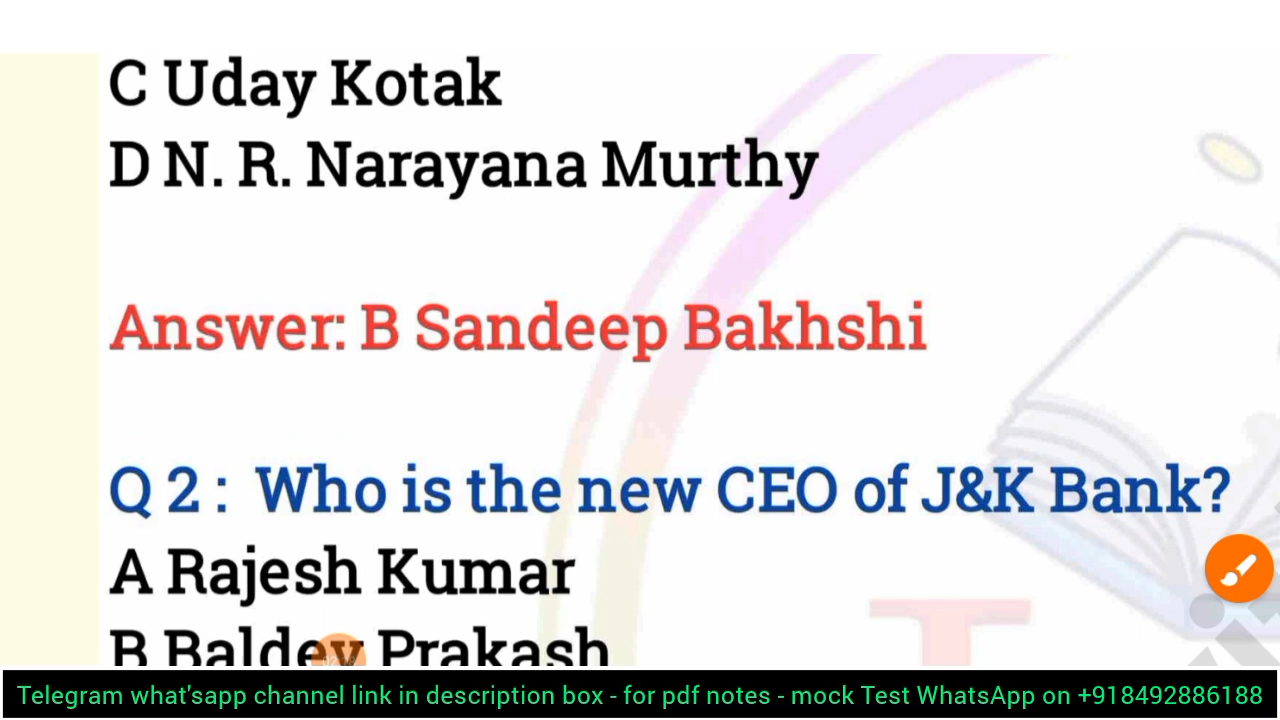 C Uday Kotak
D N. R. Narayana Murthy
Answer: B Sandeep Bakhshi
Q 2 : Who is the new CEO of J&K Bank?
A Rajesh Kumar
B Baldev Prakash
Telegram what'sapp channel link in description box - for pdf notes - mock Test WhatsApp on +918492886188